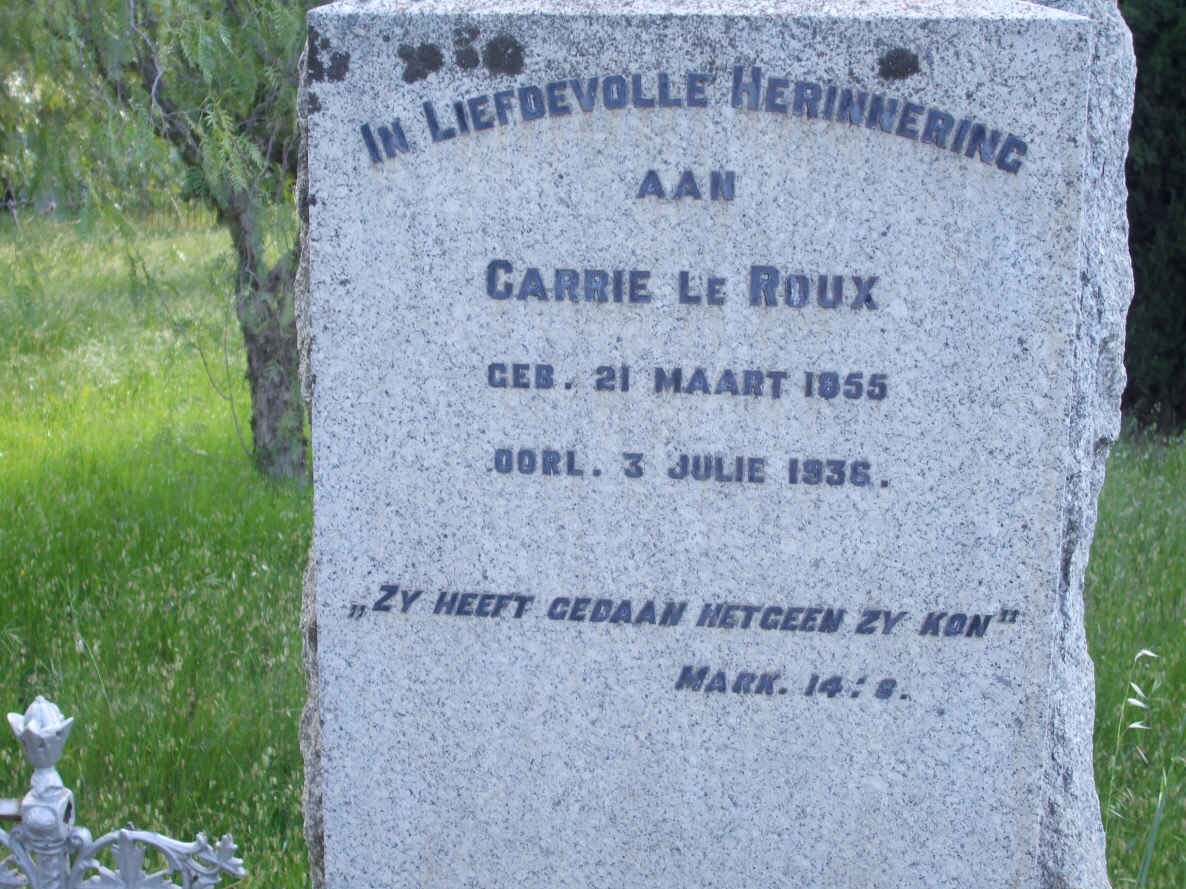 In Liefdevolle Herinnering
AAN
Carrie Le Roux
GEB. 21 MAART 1855
OORL. 3 JULIE 1936.
„Zy heeft gedaan hetgeen zy kon"
Mark. 14:8.